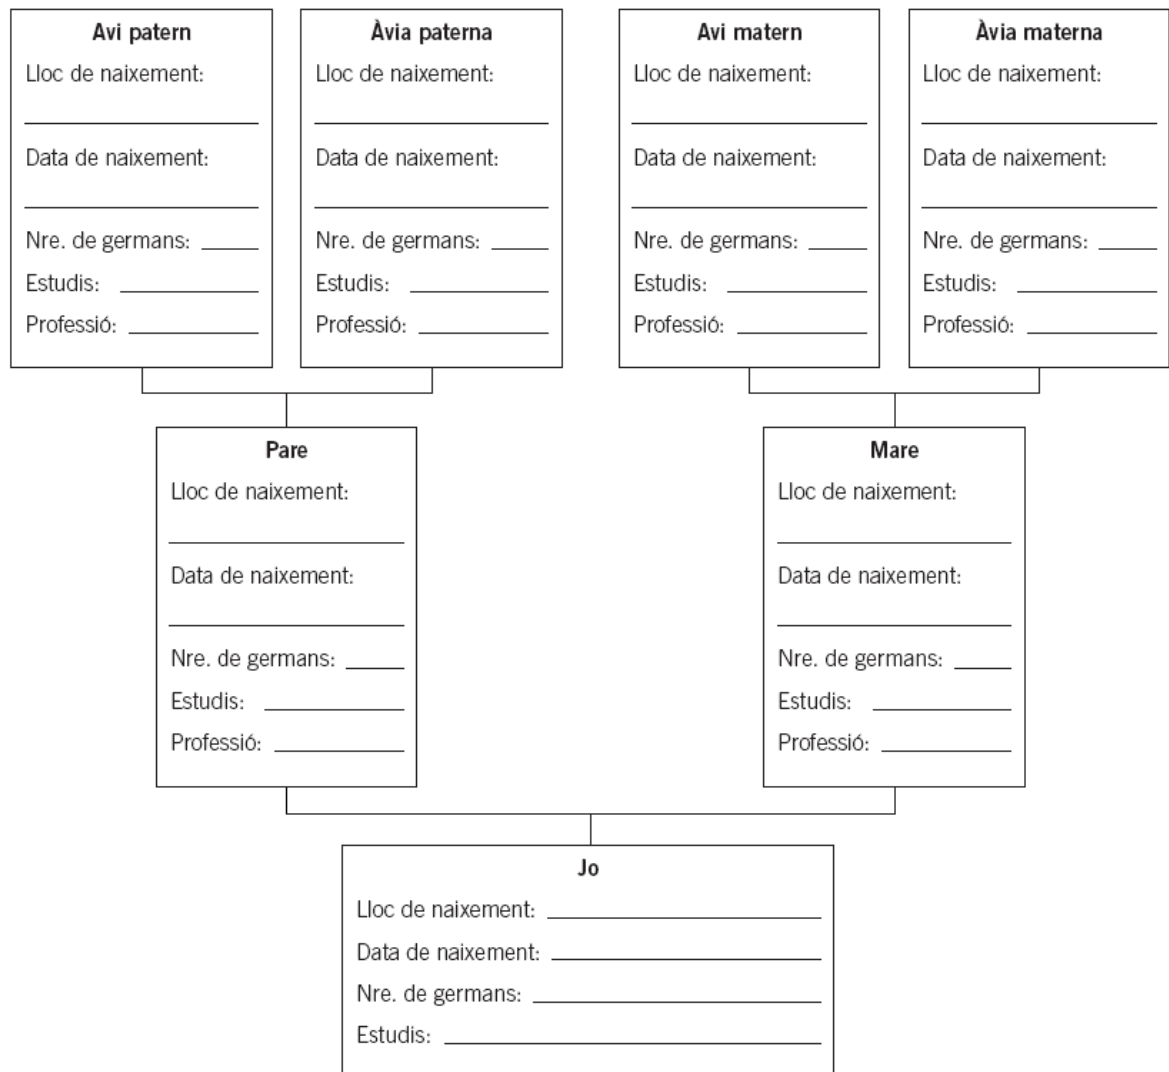 Avi patern
Lloc de naixement:
Data de naixement:
Nre. de germans:
Estudis:
Professió:
Àvia paterna
Lloc de naixement:
Data de naixement:
Nre. de germans:
Estudis:
Professió:
Avi matern
Lloc de naixement:
Data de naixement:
Nre. de germans:
Estudis:
Professió:
Àvia materna
Lloc de naixement:
Data de naixement:
Nre. de germans:
Estudis:
Professió:
Pare
Lloc de naixement:
Data de naixement:
Nre. de germans:
Estudis:
Professió:
Mare
Lloc de naixement:
Data de naixement:
Nre. de germans:
Estudis:
Professió:
Jo
Lloc de naixement:
Data de naixement:
Nre. de germans:
Estudis: